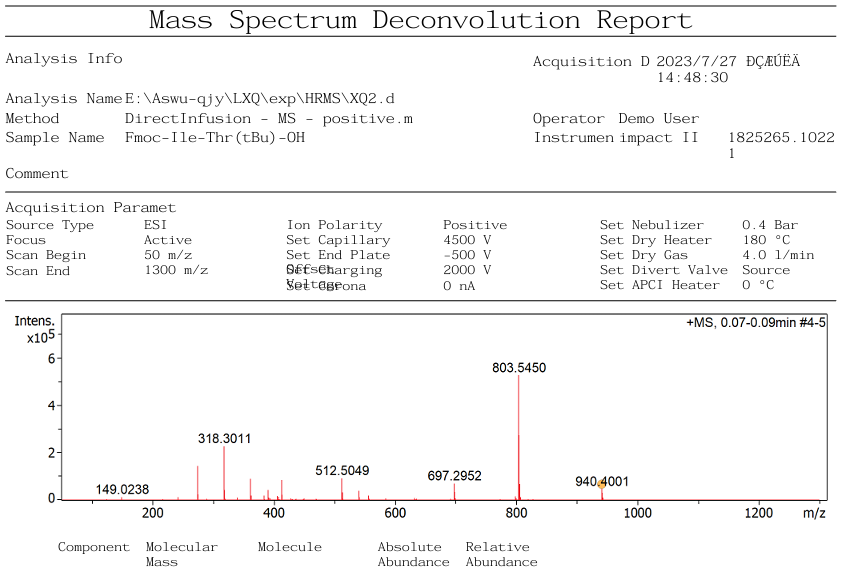 Mass Spectrum Deconvolution Report
Analysis Info
Acquisition D 2023/7/27 ÐÇÆÚËÄ
14:48:30
Analysis Name E:\Aswu-qjy\LXQ\exp\HRMS\XQ2.d
Method DirectInfusion - MS - positive.m Operator Demo User
Sample Name Fmoc-Ile-Thr(tBu)-OH Instrumen impact II 1825265.1022
1
Comment
Acquisition Paramet
Source Type ESI Ion Polarity Positive Set Nebulizer 0.4 Bar
Focus Active Set Capillary 4500 V Set Dry Heater 180 °C
Scan Begin 50 m/z Set End Plate -500 V Set Dry Gas 4.0 l/min
Offset
Scan End 1300 m/z Set Charging 2000 V Set Divert Valve Source
Voltage
Set Corona 0 nA Set APCI Heater 0 °C
Intens.
x10⁵
+MS, 0.07-0.09min #4-5
6
803.5450
4
318.3011
2
512.5049
697.2952
940.4001
149.0238
0
200 400 600 800 1000 1200 m/z
Component Molecular Molecule Absolute Relative
Mass Abundance Abundance